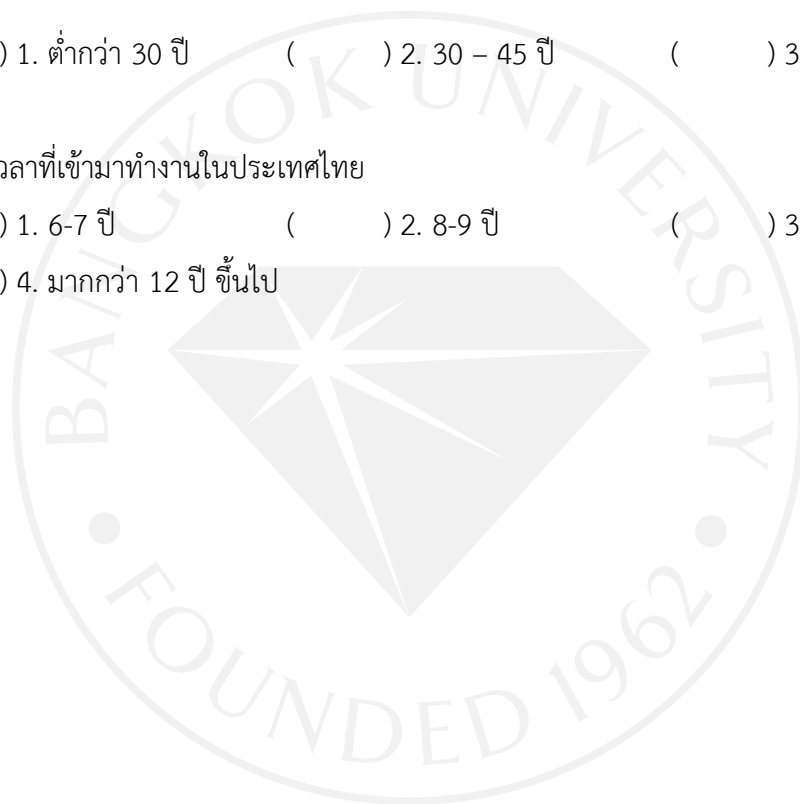 ) 1. ต่ำกว่า 30 ปี ( ) 2. 30 – 45 ปี ( ) 3
วลาที่เข้ามาทำงานในประเทศไทย
) 1. 6-7 ปี ( ) 2. 8-9 ปี ( ) 3
) 4. มากกว่า 12 ปี ขึ้นไป
BANGKOK UNIVERSITY
FOUNDED 1962